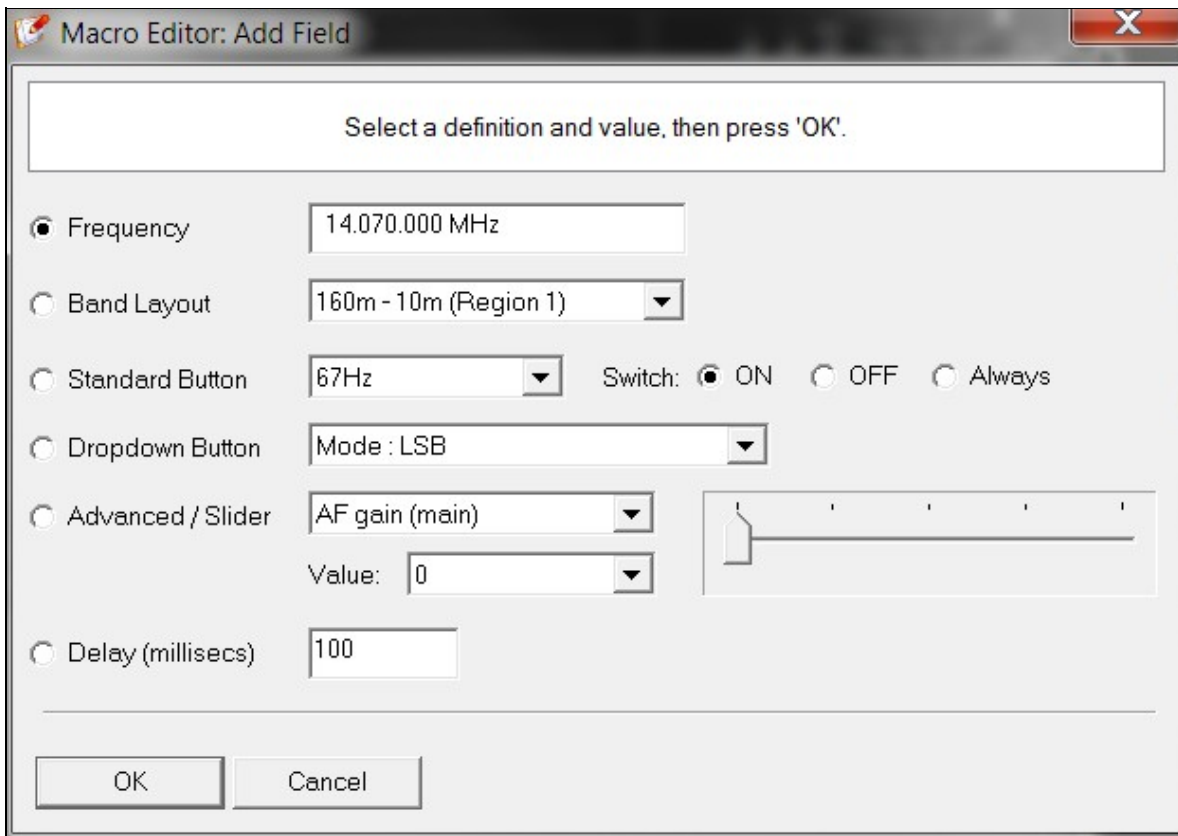 Macro Editor: Add Field
Select a definition and value, then press 'OK'.
Frequency 14.070.000 MHz
Band Layout 160m - 10m (Region 1)
Standard Button 67Hz Switch: ON OFF Always
Dropdown Button Mode : LSB
Advanced / Slider AF gain (main)
Value: 0
Delay (millisecs) 100
OK Cancel